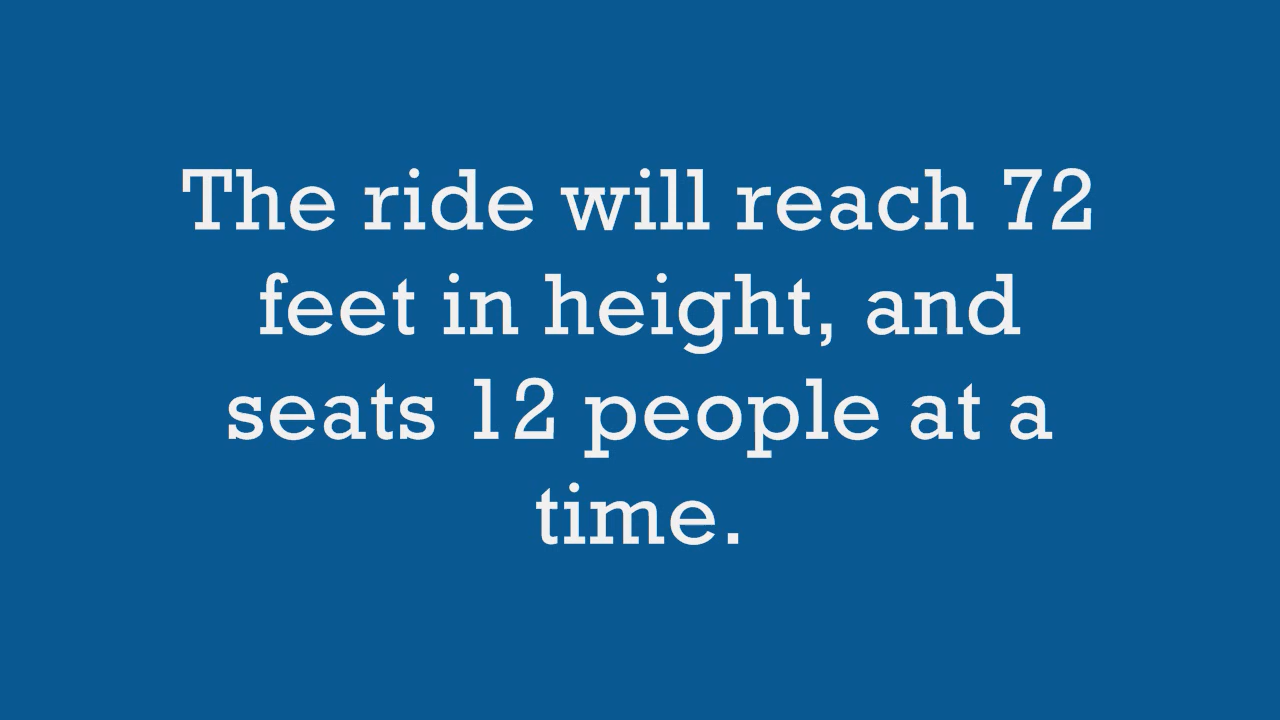 The ride will reach 72
feet in height, and
seats 12 people at a
time.